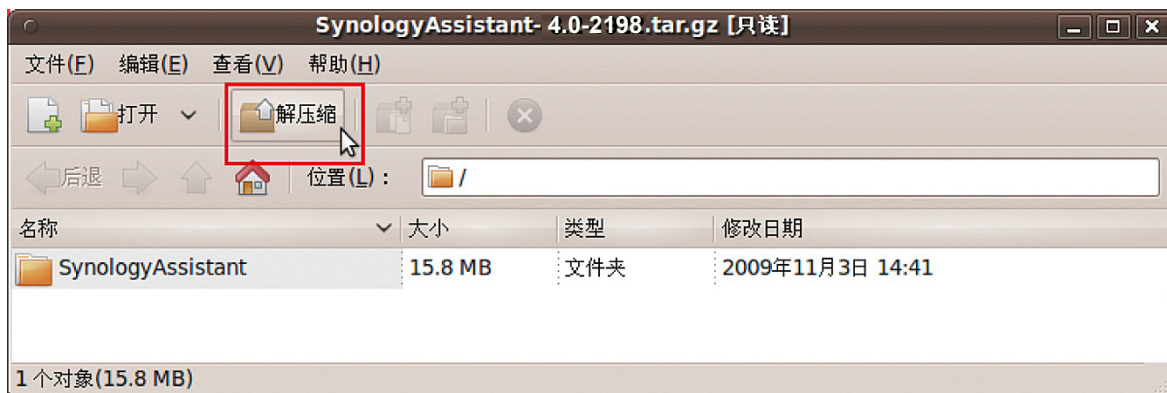 SynologyAssistant- 4.0-2198.tar.gz [只读]
文件(F) 编辑(E) 查看(V) 帮助(H)
打开 解压缩
后退 位置(L)： /
名称 大小 类型 修改日期
SynologyAssistant 15.8 MB 文件夹 2009年11月3日 14:41
1 个对象(15.8 MB)